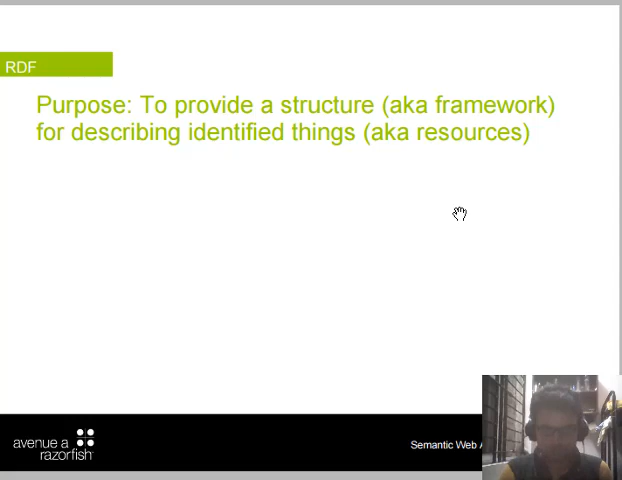 RDF
Purpose: To provide a structure (aka framework)
for describing identified things (aka resources)
avenue a
razorfish
Semantic Web